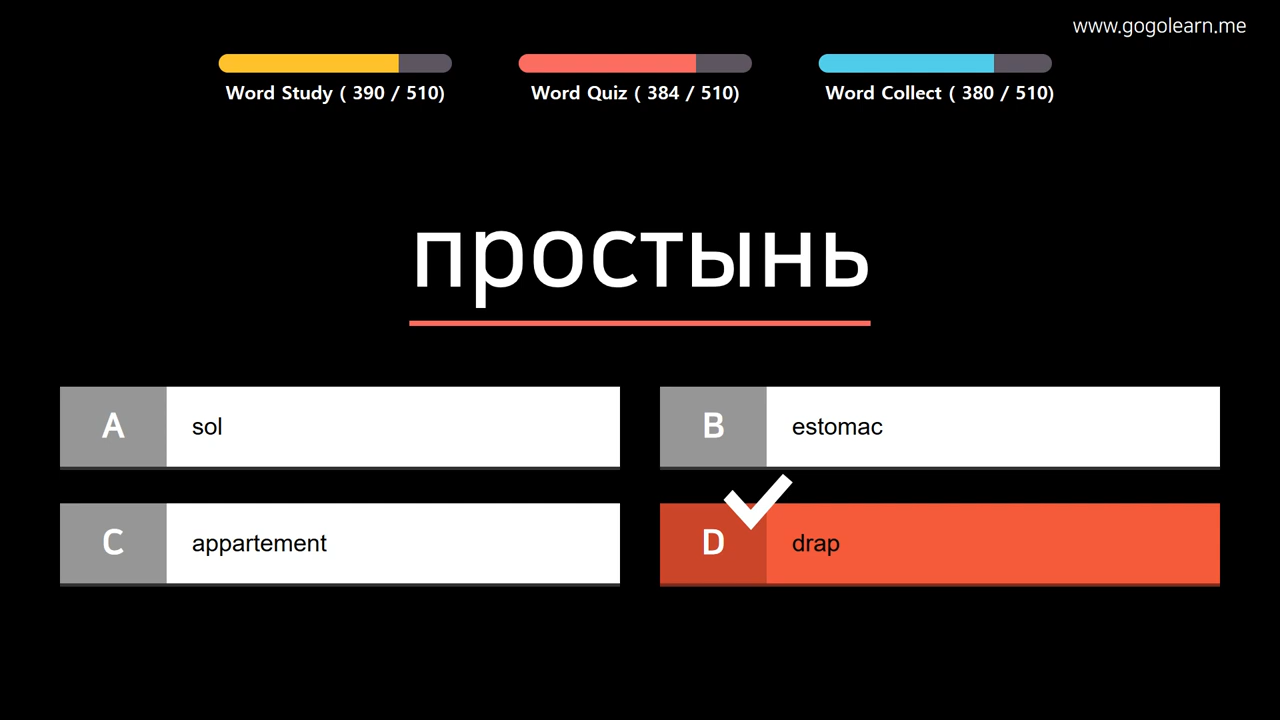 www.gogolearn.me
Word Study ( 390 / 510)
Word Quiz ( 384 / 510)
Word Collect ( 380 / 510)
простынь
A sol
B estomac
C appartement
D drap